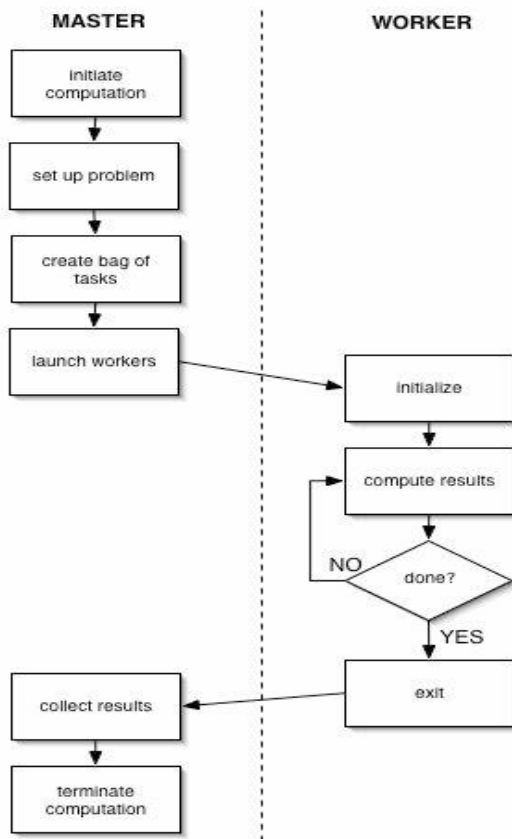 MASTER
WORKER
initiate
computation
set up problem
create bag of
tasks
launch workers
initialize
compute results
NO
done?
YES
exit
collect results
terminate
computation